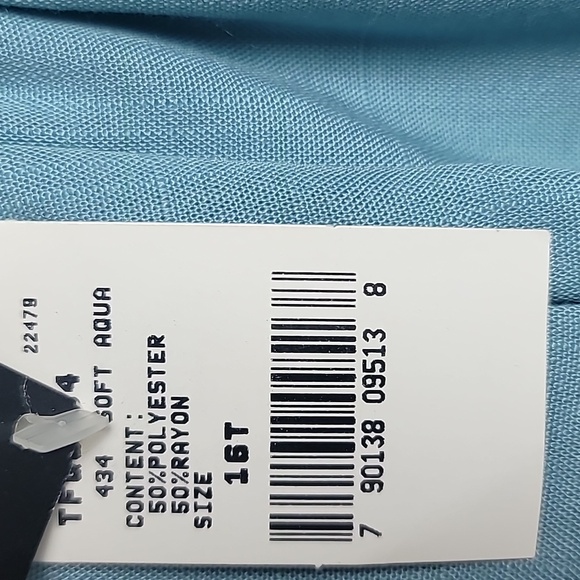 22479
434 SOFT AQUA
CONTENT:
50%POLYESTER
50%RAYON
SIZE
16T
7 90138 09513 8